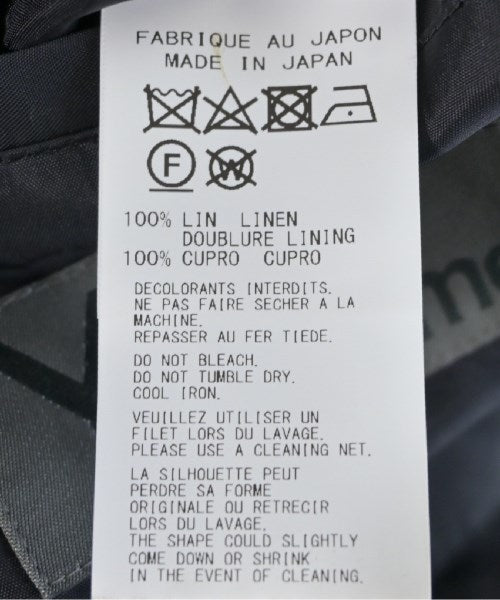 FABRIQUE AU JAPON
MADE IN JAPAN
F
W
100% LIN LINEN
DOUBLURE LINING
100% CUPRO CUPRO
DECOLORANTS INTERDITS.
NE PAS FAIRE SECHER A LA
MACHINE.
REPASSER AU FER TIEDE.
DO NOT BLEACH.
DO NOT TUMBLE DRY.
COOL IRON.
VEUILLEZ UTILISER UN
FILET LORS DU LAVAGE.
PLEASE USE A CLEANING NET.
LA SILHOUETTE PEUT
PERDRE SA FORME
ORIGINALE OU RETRECIR
LORS DU LAVAGE.
THE SHAPE COULD SLIGHTLY
COME DOWN OR SHRINK
IN THE EVENT OF CLEANING.